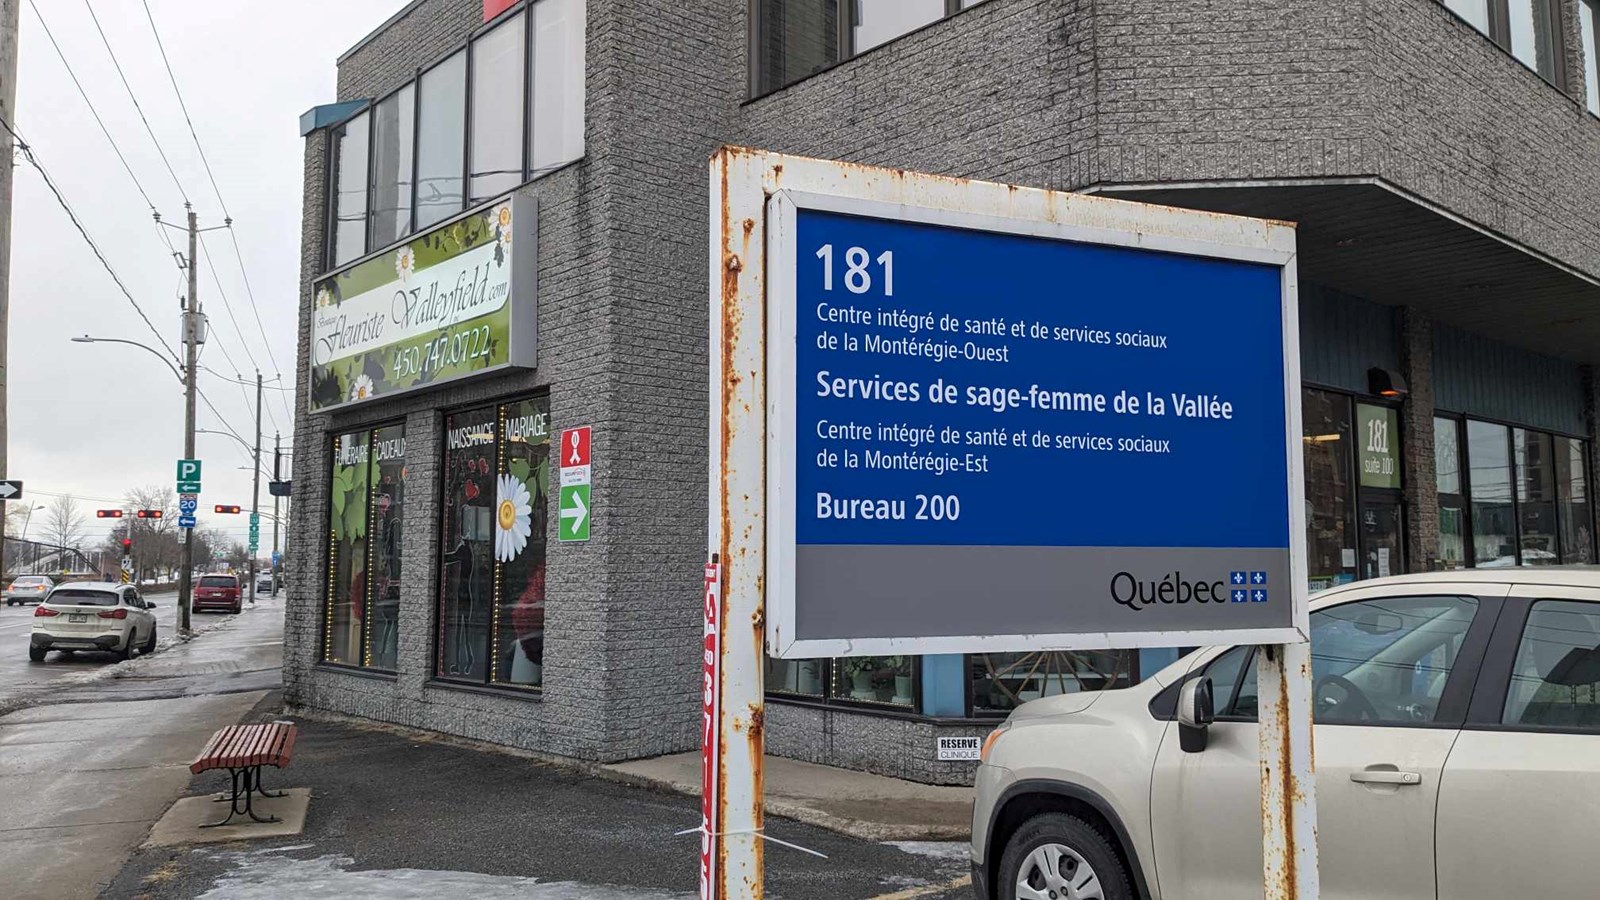 Boutique
Fleuriste Valleyfield.com
450.747.0722
FUNÉRAIRE CADEAU
NAISSANCE MARIAGE
P
20
181
Centre intégré de santé et de services sociaux
de la Montérégie-Ouest
Services de sage-femme de la Vallée
Centre intégré de santé et de services sociaux
de la Montérégie-Est
Bureau 200
Québec
181
suite 100
RESERVE
CLINIQUE